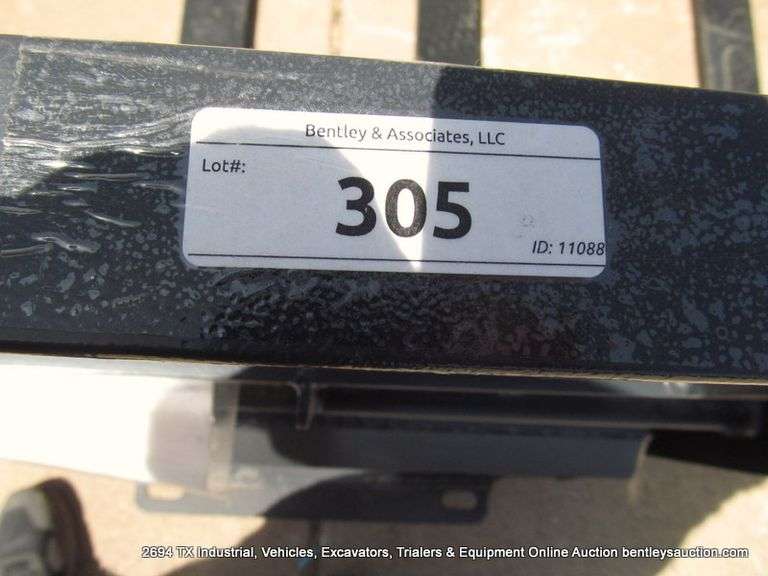 Bentley & Associates, LLC
Lot#:
305
ID: 11088
2694 TX Industrial, Vehicles, Excavators, Trialers & Equipment Online Auction bentleysauction.com